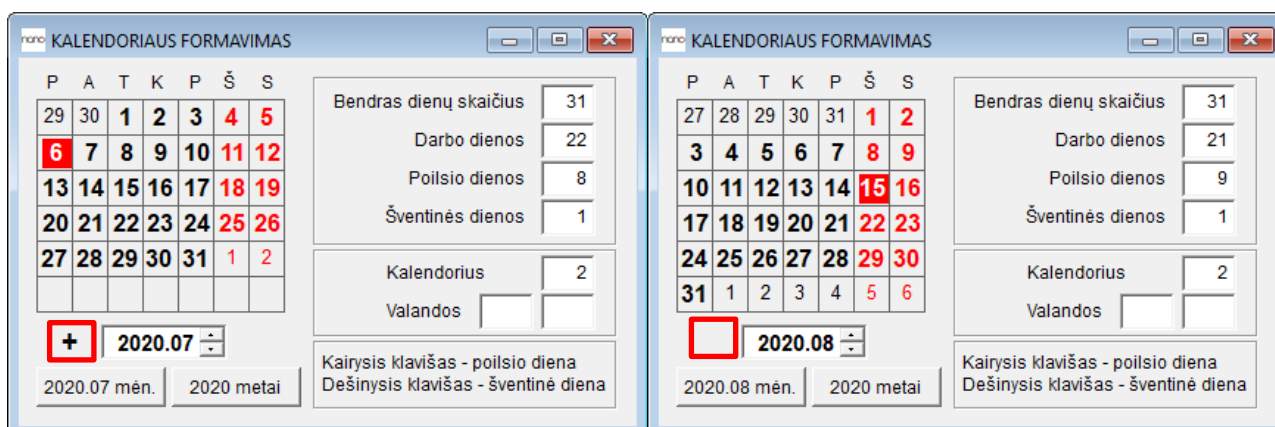 nano KALENDORIAUS FORMAVIMAS
P A T K P Š S
29 30 1 2 3 4 5
6 7 8 9 10 11 12
13 14 15 16 17 18 19
20 21 22 23 24 25 26
27 28 29 30 31 1 2
+ 2020.07
2020.07 mėn. 2020 metai
Bendras dienų skaičius 31
Darbo dienos 22
Poilsio dienos 8
Šventinės dienos 1
Kalendorius 2
Valandos
Kairysis klavišas - poilsio diena
Dešinysis klavišas - šventinė diena
nano KALENDORIAUS FORMAVIMAS
P A T K P Š S
27 28 29 30 31 1 2
3 4 5 6 7 8 9
10 11 12 13 14 15 16
17 18 19 20 21 22 23
24 25 26 27 28 29 30
31 1 2 3 4 5 6
2020.08
2020.08 mėn. 2020 metai
Bendras dienų skaičius 31
Darbo dienos 21
Poilsio dienos 9
Šventinės dienos 1
Kalendorius 2
Valandos
Kairysis klavišas - poilsio diena
Dešinysis klavišas - šventinė diena